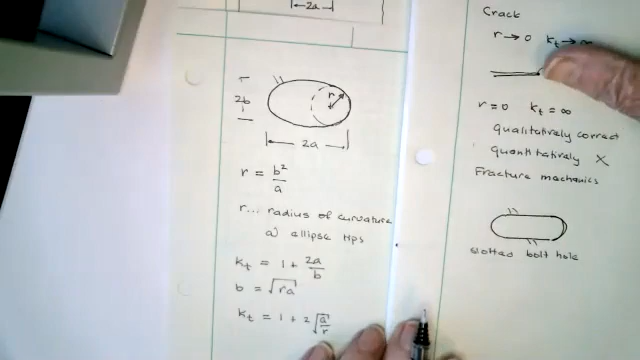 2a
2b
r
2a
r = b²/a
r... radius of curvature
@ ellipse tips
kt = 1 + 2a/b
b = √ra
kt = 1 + 2√a/r
Crack
r → 0 kt → ∞
r = 0 kt = ∞
qualitatively correct
quantitatively X
Fracture mechanics
slotted bolt hole